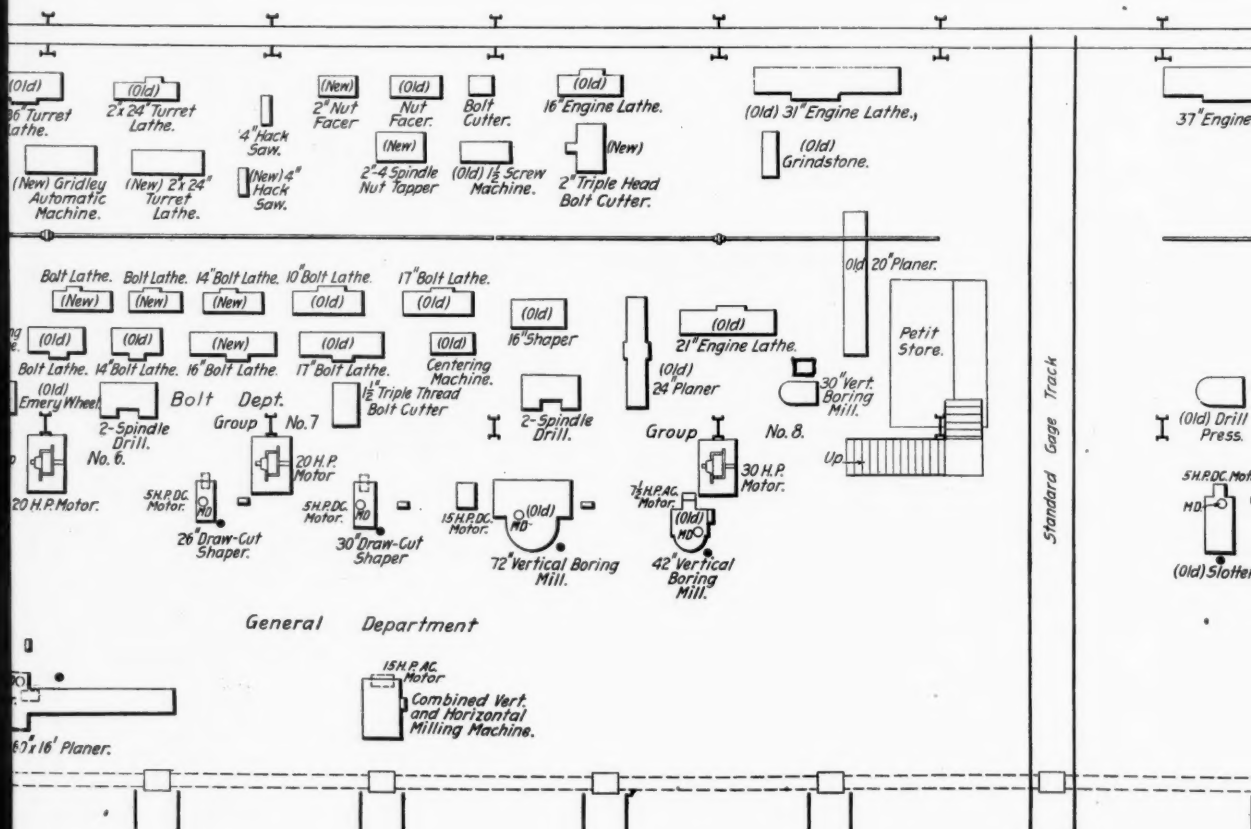 (Old)
36"Turret
Lathe.
(Old)
2"x 24"Turret
Lathe.
4"Hack
Saw.
(New)
2"Nut
Facer
(Old)
Nut
Facer.
Bolt
Cutter.
(Old)
16"Engine Lathe.
(Old) 31"Engine Lathe.,
37"Engine
(New) Gridley
Automatic
Machine.
(New) 2"x 24"
Turret
Lathe.
(New) 4"
Hack
Saw.
(New)
2"-4 Spindle
Nut Tapper
(Old) 1½ Screw
Machine.
(New)
2"Triple Head
Bolt Cutter.
(Old)
Grindstone.
Old 20"Planer.
Bolt Lathe.
(New)
Bolt Lathe.
(New)
14"Bolt Lathe.
(New)
10"Bolt Lathe.
(Old)
17"Bolt Lathe.
(Old)
(Old)
Bolt Lathe.
(Old)
14"Bolt Lathe.
(New)
16"Bolt Lathe.
(Old)
17"Bolt Lathe.
(Old)
Centering
Machine.
(Old)
16"Shaper
(Old)
24"Planer
(Old)
21"Engine Lathe.
30"Vert.
Boring
Mill.
Petit
Store.
Up
Standard Gage Track
(Old) Drill
Press.
(Old)
Emery Wheel
2-Spindle
Drill.
Bolt Dept.
Group No.7
1½"Triple Thread
Bolt Cutter
2-Spindle
Drill.
Group No. 8.
No. 6.
20 H.P. Motor.
20 H.P.
Motor
30 H.P.
Motor.
5H.P.DC.
Motor.
MD
26"Draw-Cut
Shaper.
5H.P.DC.
Motor.
MD
30"Draw-Cut
Shaper
15H.P.DC.
Motor.
(Old)
MD
72"Vertical Boring
Mill.
7½H.P.AC.
Motor
(Old)
MD
42"Vertical
Boring
Mill.
5H.P.DC.
MD
(Old) Slotter
General Department
15H.P. AC.
Motor
Combined Vert.
and Horizontal
Milling Machine.
60"x 16' Planer.